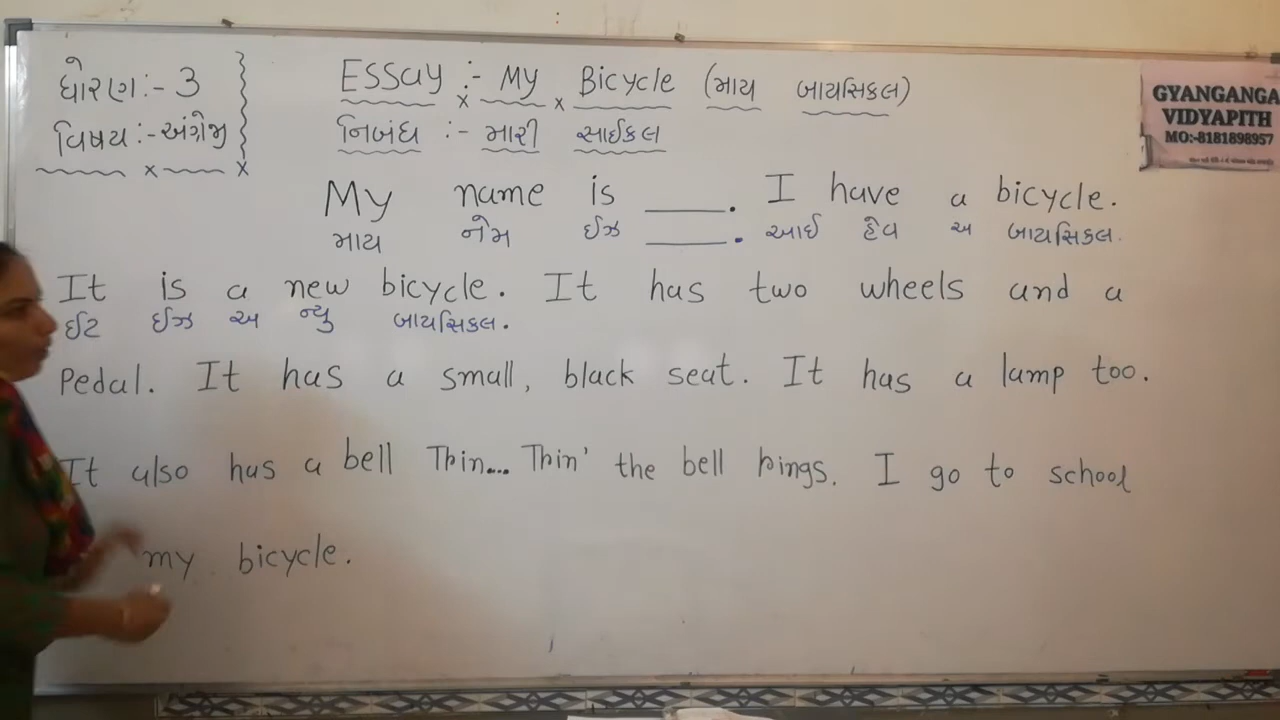 ધોરણ:- 3
વિષય:- અંગ્રેજી
Essay :- My Bicycle (માય બાયસિકલ)
નિબંધ :- મારી સાઈકલ
GYANGANGA
VIDYAPITH
MO:-8181898957
My name is ____. I have a bicycle.
માય નેમ ઈઝ ____. આઈ હેવ અ બાયસિકલ.
It is a new bicycle. It has two wheels and a
ઈટ ઈઝ અ ન્યુ બાયસિકલ.
Pedal. It has a small, black seat. It has a lamp too.
It also has a bell Trin... Trin' the bell rings. I go to school
my bicycle.